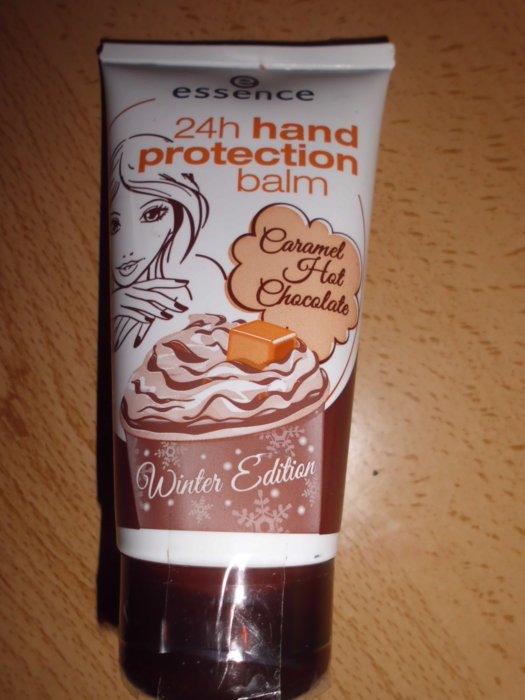 essence
24h hand
protection
balm
Caramel
Hot
Chocolate
Winter Edition